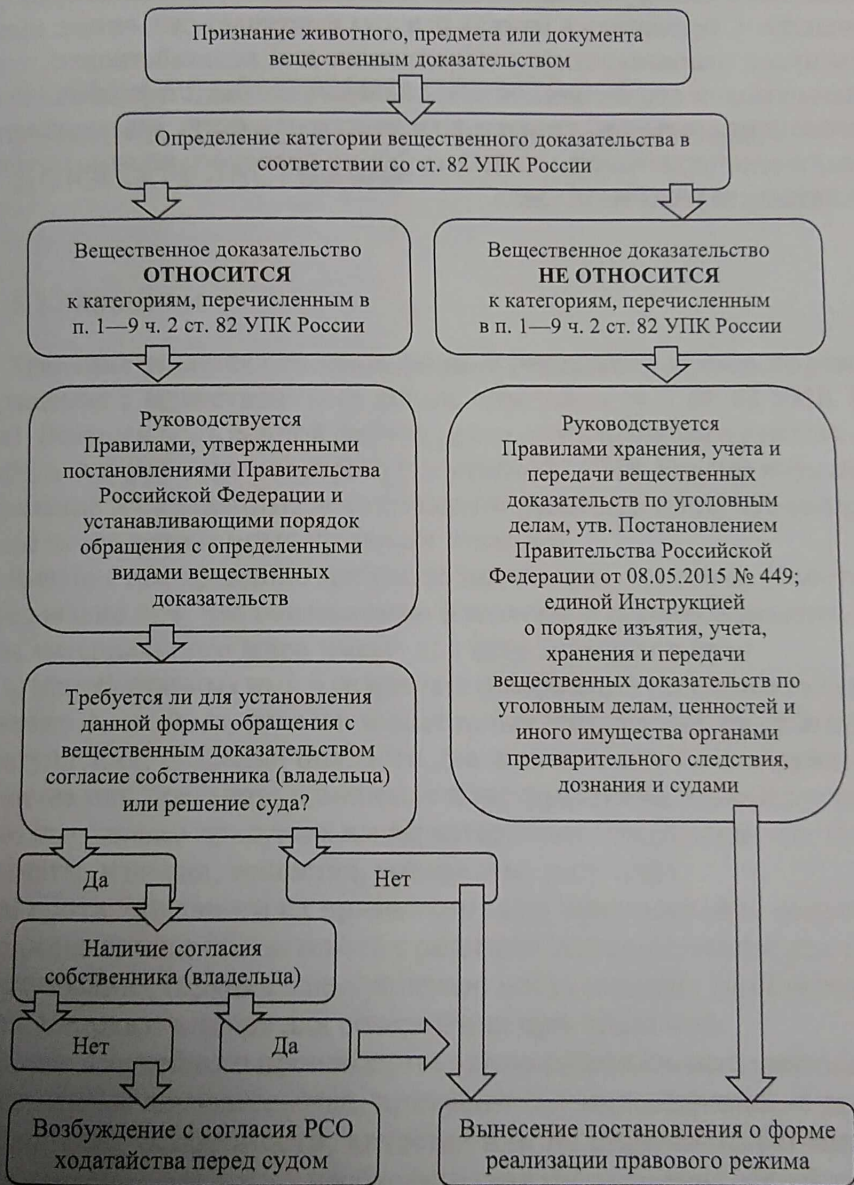 Признание животного, предмета или документа
вещественным доказательством
Определение категории вещественного доказательства в
соответствии со ст. 82 УПК России
Вещественное доказательство
ОТНОСИТСЯ
к категориям, перечисленным в
п. 1—9 ч. 2 ст. 82 УПК России
Вещественное доказательство
НЕ ОТНОСИТСЯ
к категориям, перечисленным
в п. 1—9 ч. 2 ст. 82 УПК России
Руководствуется
Правилами, утвержденными
постановлениями Правительства
Российской Федерации и
устанавливающими порядок
обращения с определенными
видами вещественных
доказательств
Руководствуется
Правилами хранения, учета и
передачи вещественных
доказательств по уголовным
делам, утв. Постановлением
Правительства Российской
Федерации от 08.05.2015 № 449;
единой Инструкцией
о порядке изъятия, учета,
хранения и передачи
вещественных доказательств по
уголовным делам, ценностей и
иного имущества органами
предварительного следствия,
дознания и судами
Требуется ли для установления
данной формы обращения с
вещественным доказательством
согласие собственника (владельца)
или решение суда?
Да
Нет
Наличие согласия
собственника (владельца)
Нет
Да
Возбуждение с согласия РСО
ходатайства перед судом
Вынесение постановления о форме
реализации правового режима